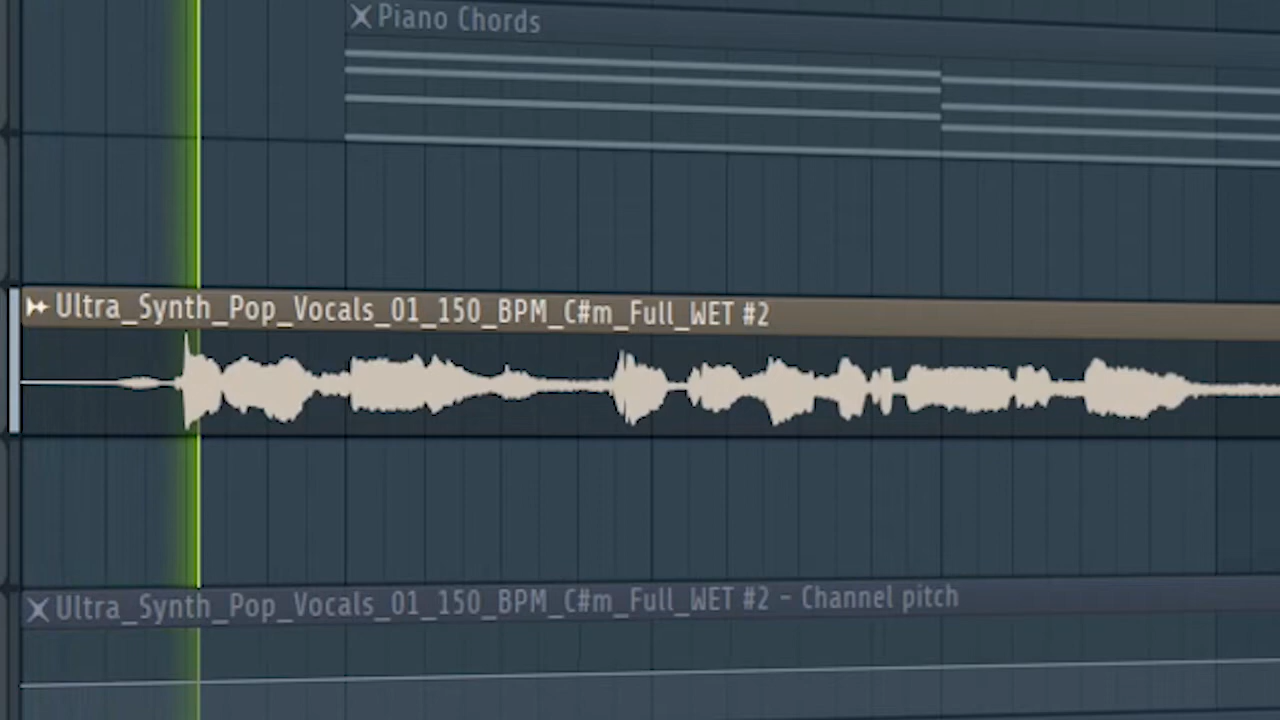 Piano Chords
Ultra_Synth_Pop_Vocals_01_150_BPM_C#m_Full_WET #2
Ultra_Synth_Pop_Vocals_01_150_BPM_C#m_Full_WET #2 - Channel pitch